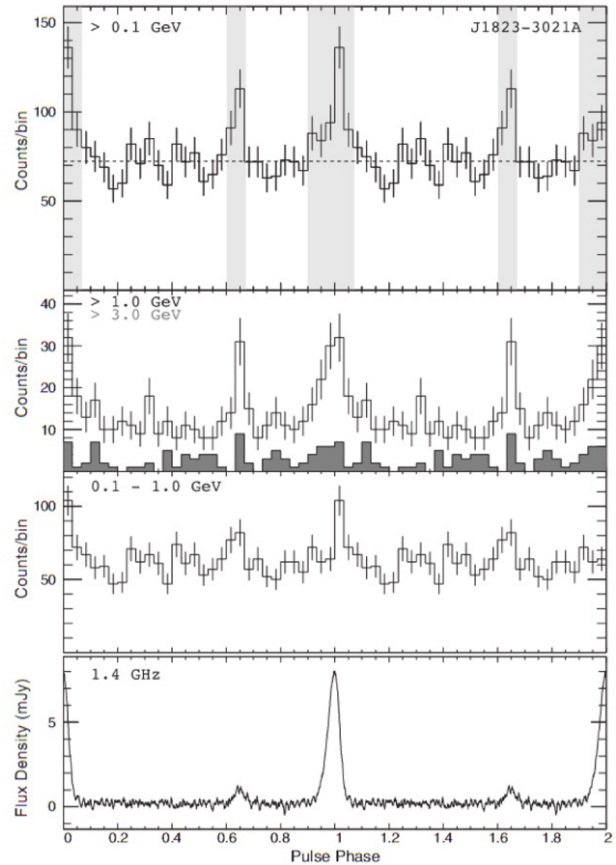 > 0.1 GeV J1823-3021A
150
100
50
Counts/bin
> 1.0 GeV
> 3.0 GeV
40
30
20
10
Counts/bin
0.1 - 1.0 GeV
100
50
Counts/bin
1.4 GHz
5
0
Flux Density (mJy)
0 0.2 0.4 0.6 0.8 1 1.2 1.4 1.6 1.8 2
Pulse Phase